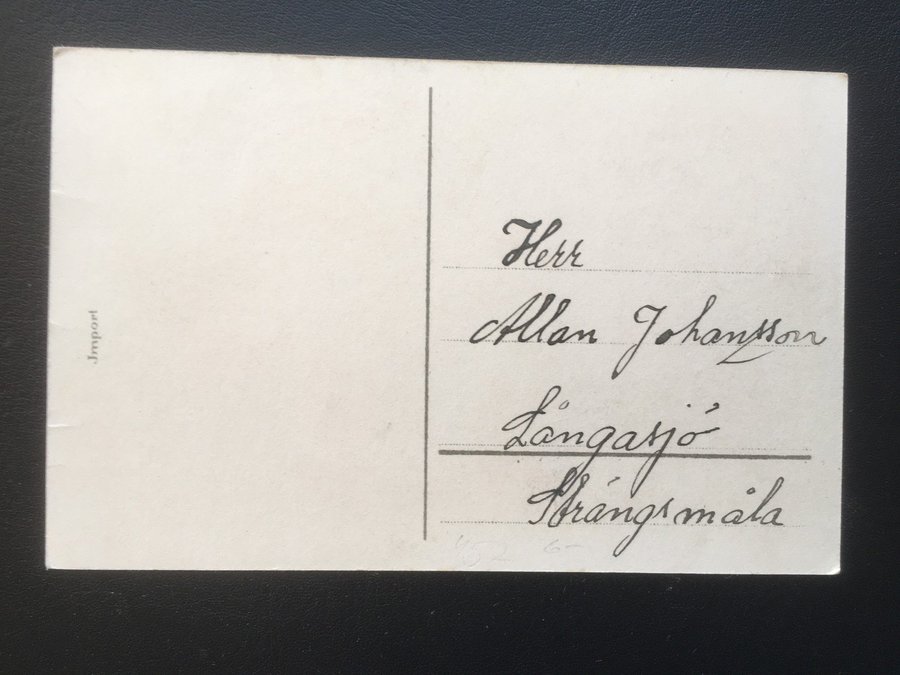 Import
Herr
Allan Johansson
Långasjö
Strängsmåla